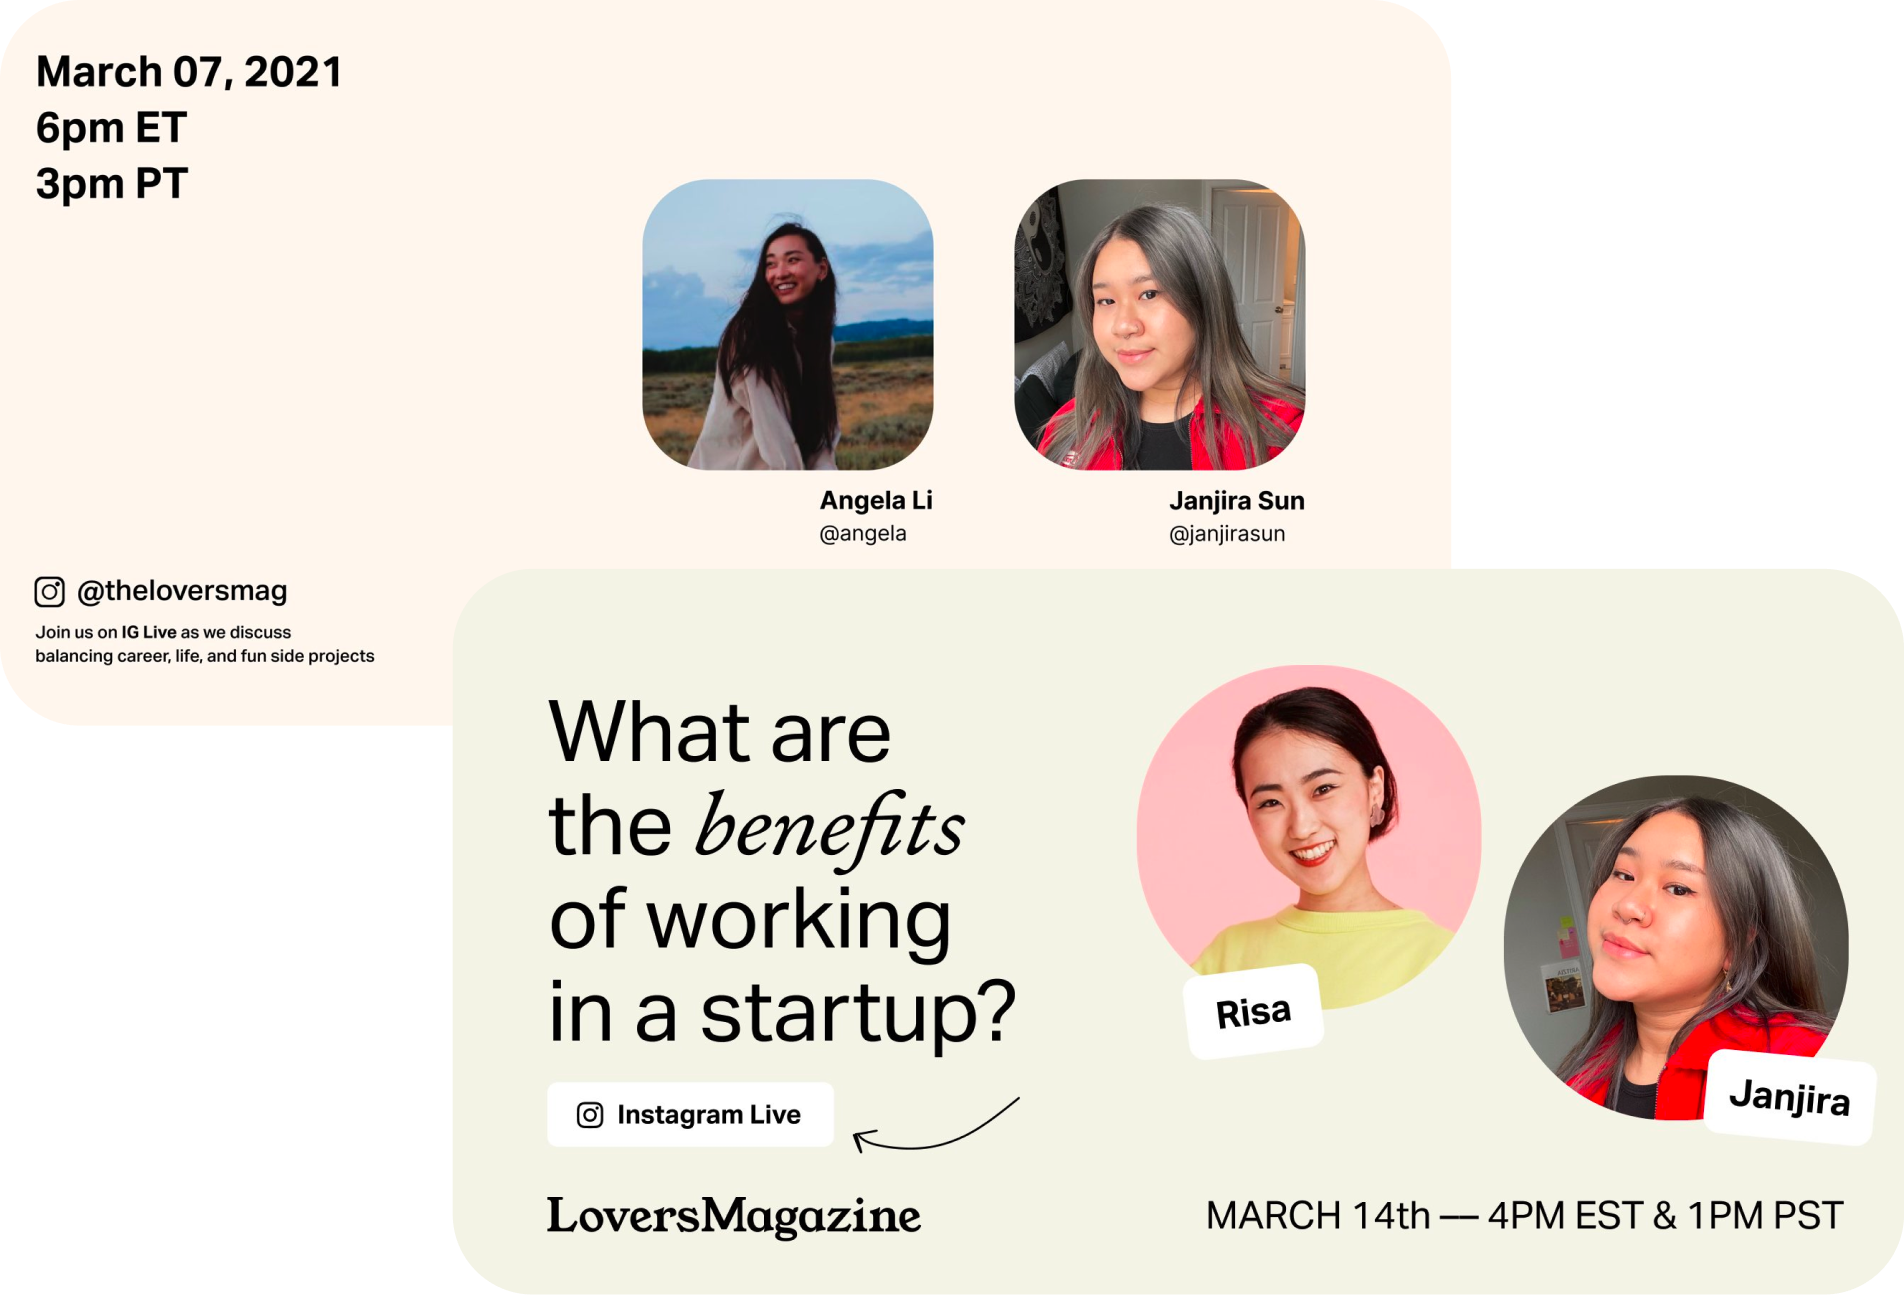 March 07, 2021
6pm ET
3pm PT
Angela Li
@angela
Janjira Sun
@janjirasun
@theloversmag
Join us on IG Live as we discuss
balancing career, life, and fun side projects
What are
the benefits
of working
in a startup?
Risa
Janjira
Instagram Live
LoversMagazine
MARCH 14th — 4PM EST & 1PM PST